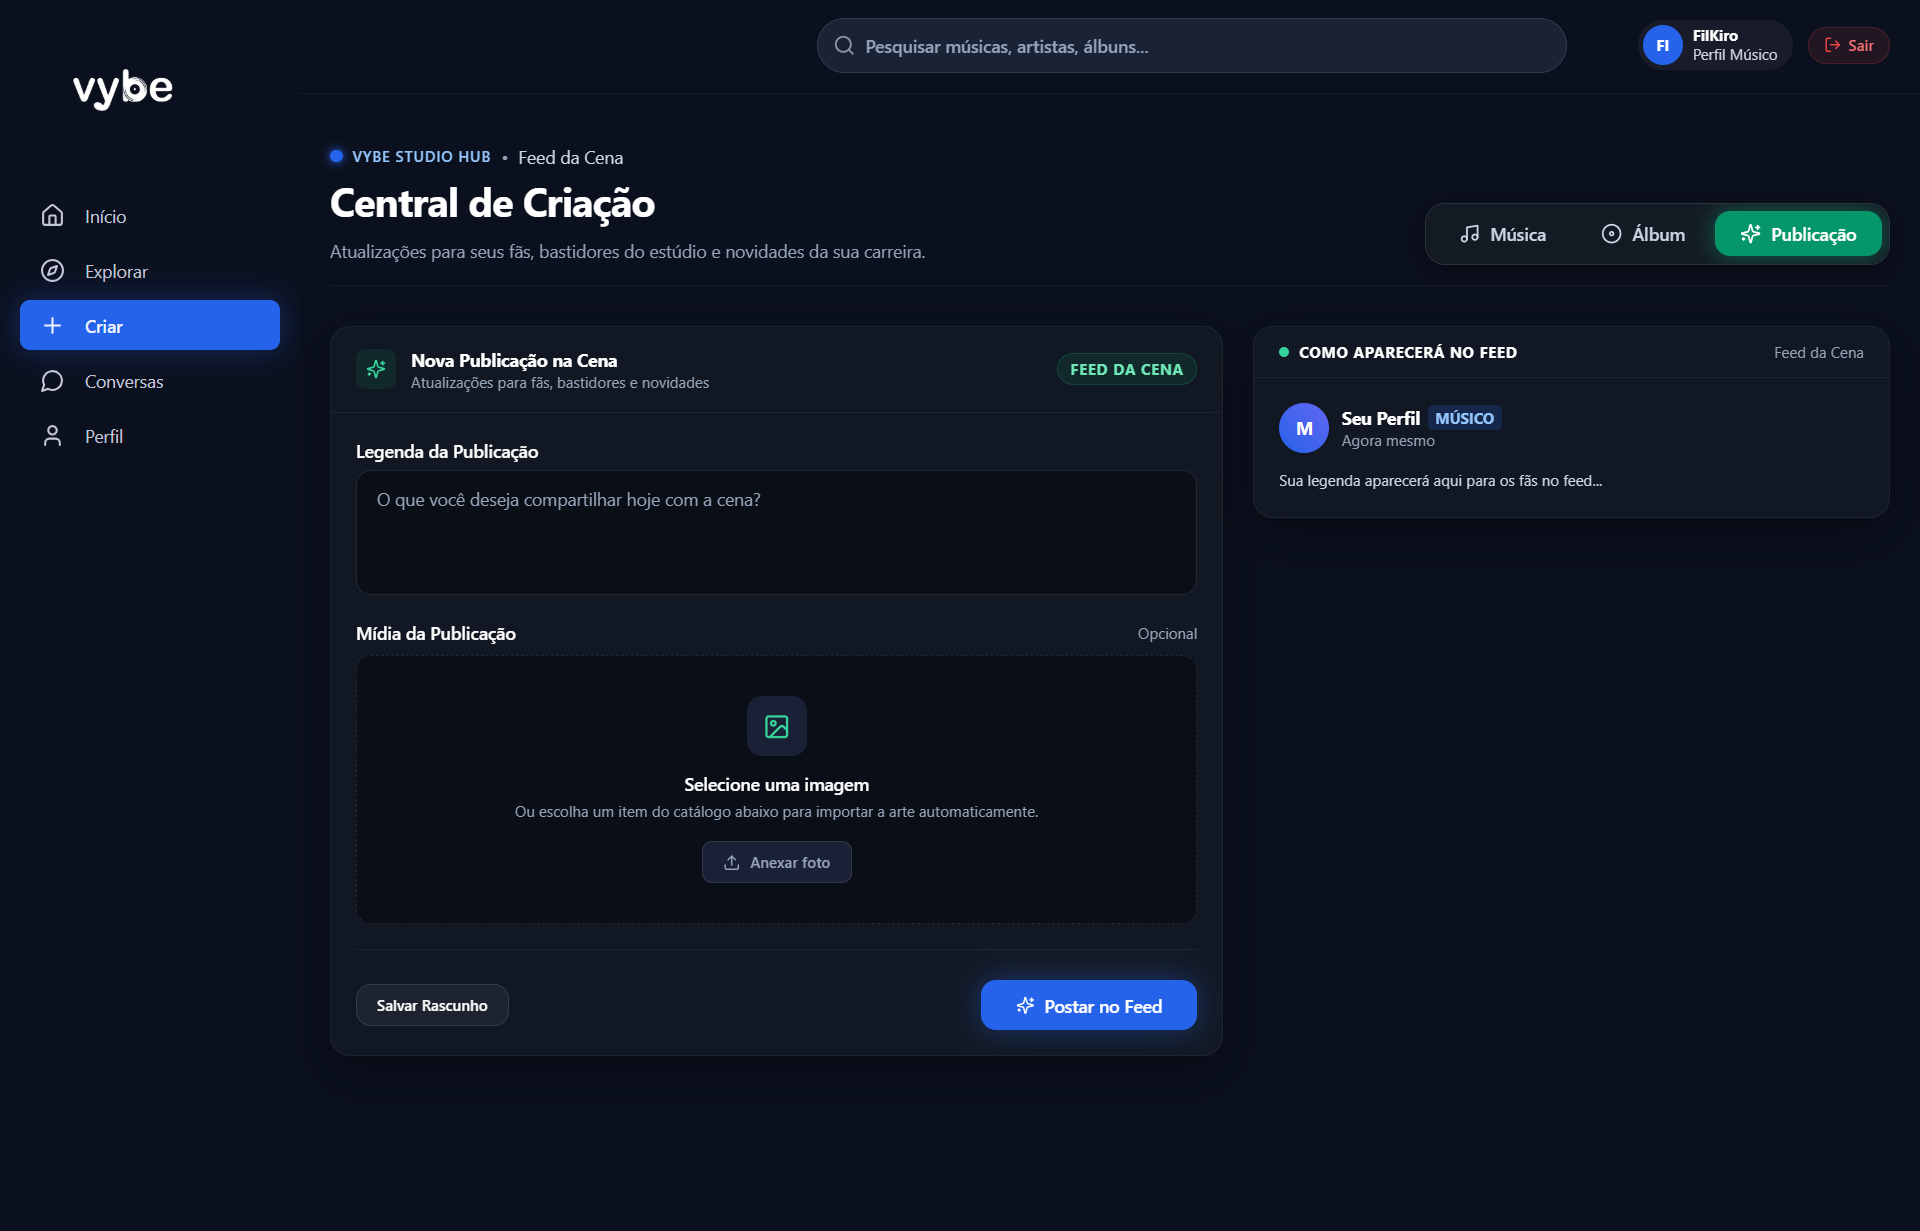 vybe
Pesquisar músicas, artistas, álbuns...
FI
FilKiro
Perfil Músico
Sair
Início
Explorar
Criar
Conversas
Perfil
VYBE STUDIO HUB • Feed da Cena
Central de Criação
Atualizações para seus fãs, bastidores do estúdio e novidades da sua carreira.
Música
Álbum
Publicação
Nova Publicação na Cena
Atualizações para fãs, bastidores e novidades
FEED DA CENA
Legenda da Publicação
O que você deseja compartilhar hoje com a cena?
Mídia da Publicação
Opcional
Selecione uma imagem
Ou escolha um item do catálogo abaixo para importar a arte automaticamente.
Anexar foto
Salvar Rascunho
Postar no Feed
COMO APARECERÁ NO FEED
Feed da Cena
M
Seu Perfil MÚSICO
Agora mesmo
Sua legenda aparecerá aqui para os fãs no feed...